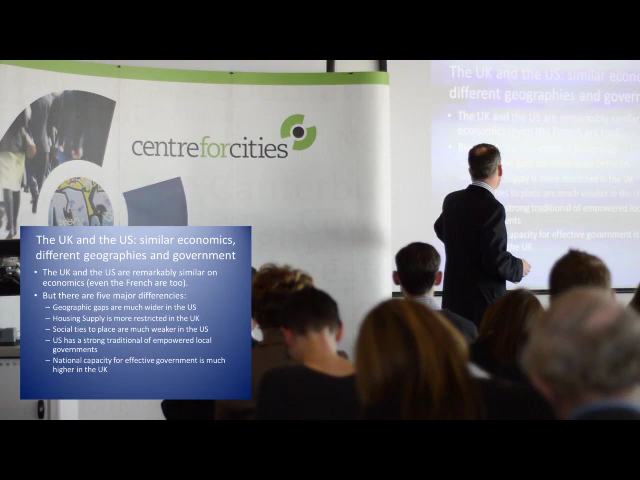 centreforcities
The UK and the US: similar econo
different geographies and govern
The UK and the US: similar economics,
different geographies and government
• The UK and the US are remarkably similar on
economics (even the French are too).
• But there are five major differencies:
– Geographic gaps are much wider in the US
– Housing Supply is more restricted in the UK
– Social ties to place are much weaker in the US
– US has a strong traditional of empowered local
governments
– National capacity for effective government is much
higher in the UK